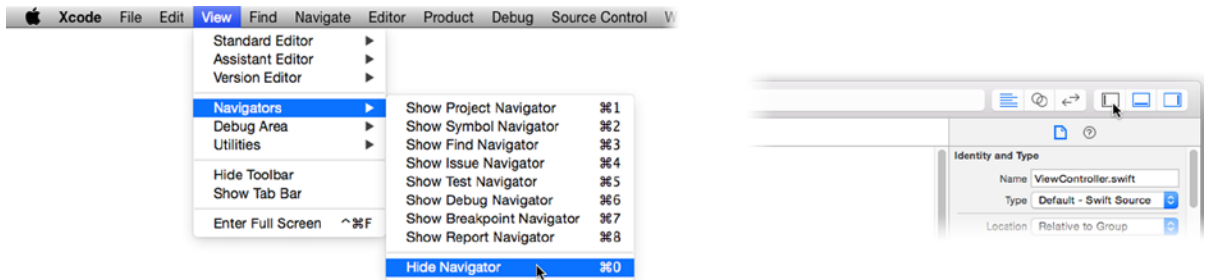 Xcode File Edit View Find Navigate Editor Product Debug Source Control W
Standard Editor
Assistant Editor
Version Editor
Navigators
Debug Area
Utilities
Hide Toolbar
Show Tab Bar
Enter Full Screen ^⌘F
Show Project Navigator ⌘1
Show Symbol Navigator ⌘2
Show Find Navigator ⌘3
Show Issue Navigator ⌘4
Show Test Navigator ⌘5
Show Debug Navigator ⌘6
Show Breakpoint Navigator ⌘7
Show Report Navigator ⌘8
Hide Navigator ⌘0
Identity and Type
Name ViewController.swift
Type Default - Swift Source
Location Relative to Group